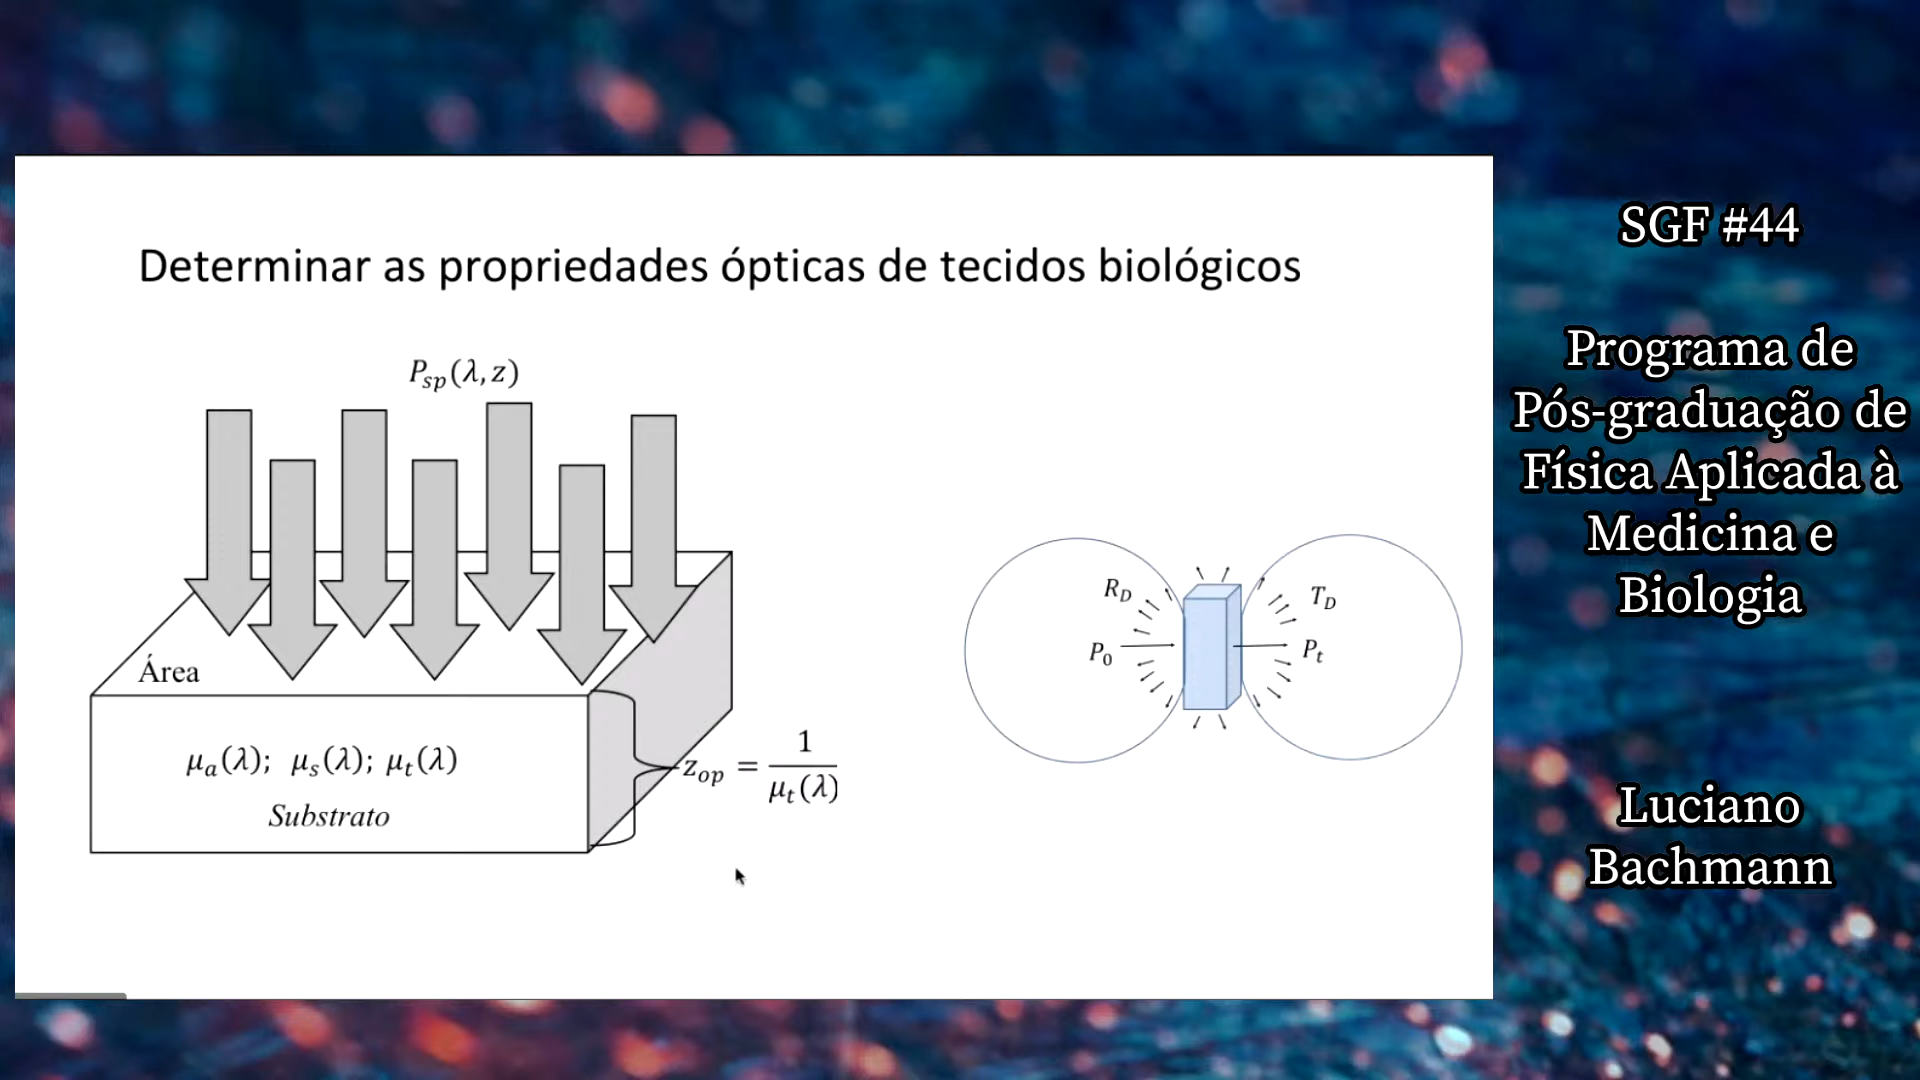 Determinar as propriedades ópticas de tecidos biológicos
P_sp(λ, z)
Área
μ_a(λ); μ_s(λ); μ_t(λ)
Substrato
z_op = 1 / μ_t(λ)
R_D
T_D
P_0
P_t
SGF #44
Programa de
Pós-graduação de
Física Aplicada à
Medicina e
Biologia
Luciano
Bachmann